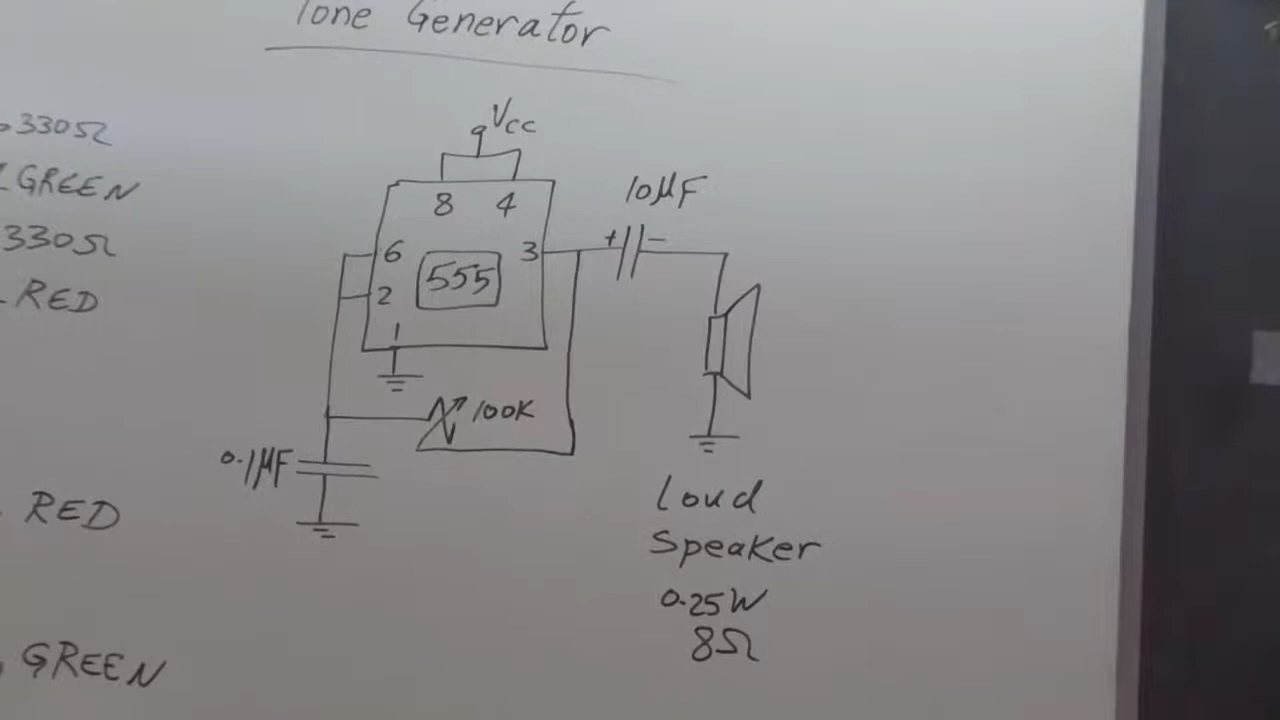 Tone Generator
330Ω
GREEN
330Ω
RED
RED
GREEN
Vcc
8 4
6 3
555
2
1
10μF
+ -
100K
0.1μF
Loud
Speaker
0.25W
8Ω